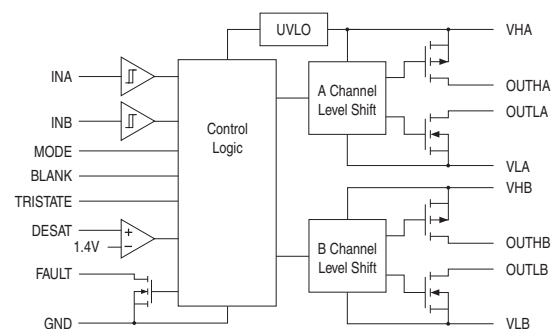 UVLO
VHA
INA
OUTHA
A Channel
Level Shift
INB
OUTLA
Control
Logic
MODE
BLANK
VLA
VHB
TRISTATE
DESAT
+
1.4V
−
B Channel
Level Shift
OUTHB
FAULT
OUTLB
GND
VLB